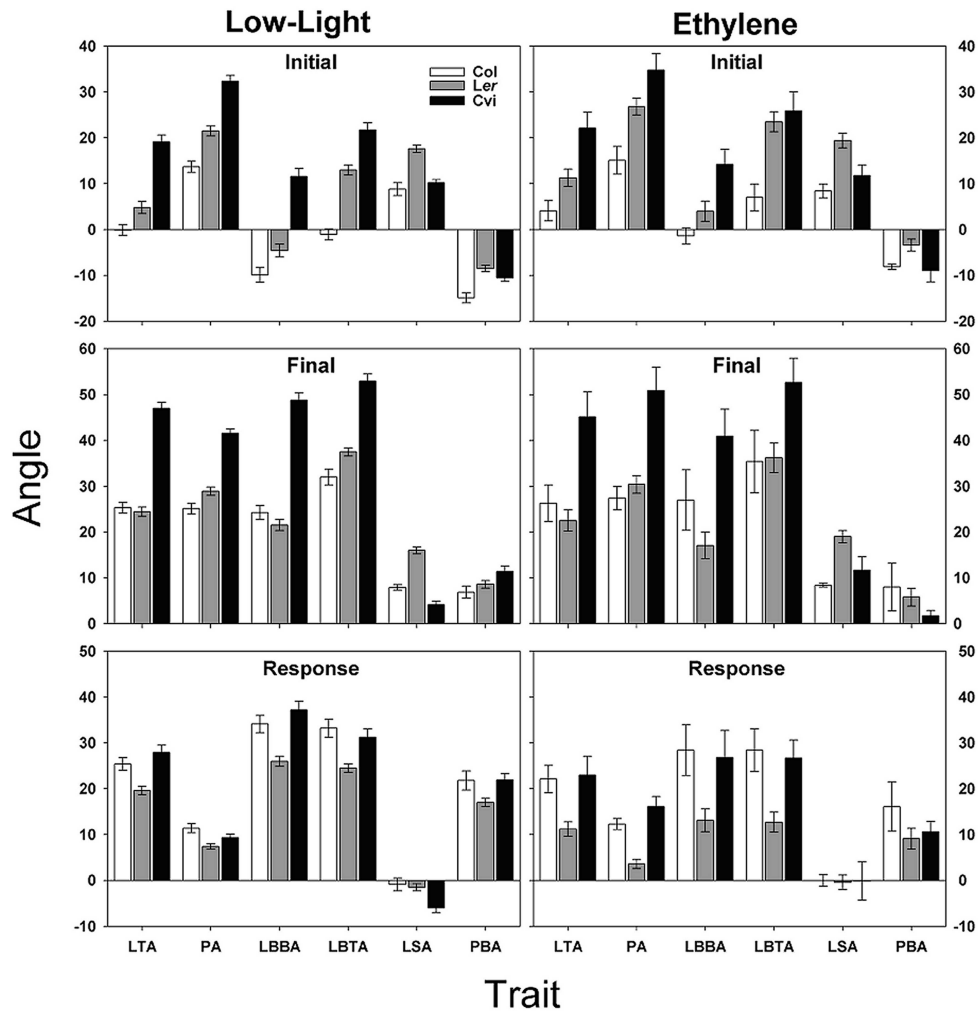 Low-Light Ethylene
40 Initial Initial 40
Col
Ler
Cvi
30 30
20 20
10 10
0 0
-10 -10
-20 -20
60 Final Final 60
50 50
40 40
30 30
20 20
10 10
0 0
Angle
50 Response Response 50
40 40
30 30
20 20
10 10
0 0
-10 -10
LTA PA LBBA LBTA LSA PBA LTA PA LBBA LBTA LSA PBA
Trait